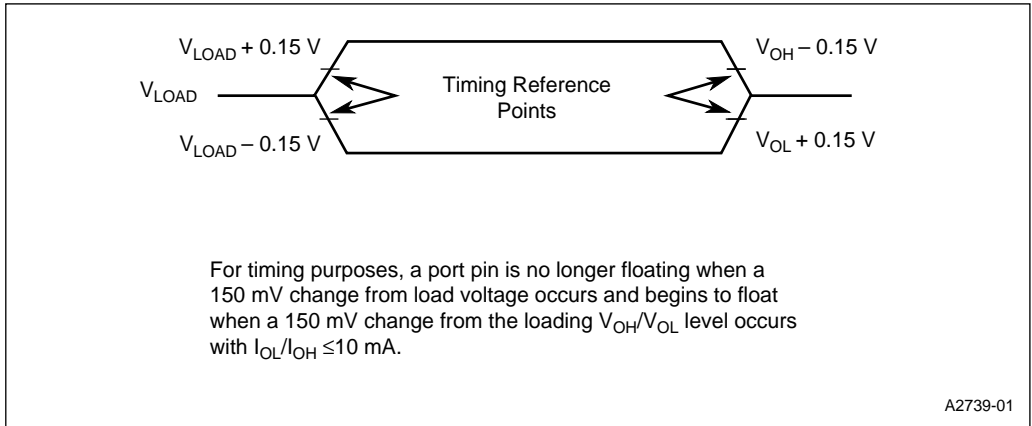 V_LOAD + 0.15 V
V_OH – 0.15 V
V_LOAD
Timing Reference
Points
V_LOAD – 0.15 V
V_OL + 0.15 V
For timing purposes, a port pin is no longer floating when a
150 mV change from load voltage occurs and begins to float
when a 150 mV change from the loading V_OH/V_OL level occurs
with I_OL/I_OH ≤10 mA.
A2739-01